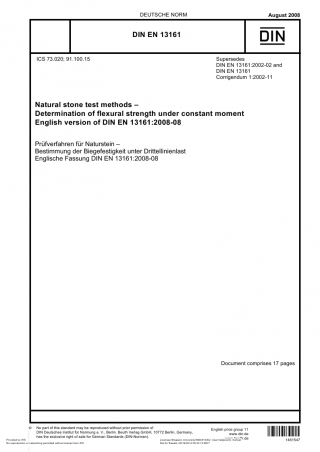 DEUTSCHE NORM
August 2008
DIN EN 13161
DIN
ICS 73.020; 91.100.15
Supersedes
DIN EN 13161:2002-02 and
DIN EN 13161
Corrigendum 1:2002-11
Natural stone test methods –
Determination of flexural strength under constant moment
English version of DIN EN 13161:2008-08
Prüfverfahren für Naturstein –
Bestimmung der Biegefestigkeit unter Drittellinienlast
Englische Fassung DIN EN 13161:2008-08
Document comprises 17 pages
© No part of this standard may be reproduced without prior permission of
DIN Deutsches Institut für Normung e. V., Berlin. Beuth Verlag GmbH, 10772 Berlin, Germany,
has the exclusive right of sale for German Standards (DIN-Normen).
English price group 11
www.din.de